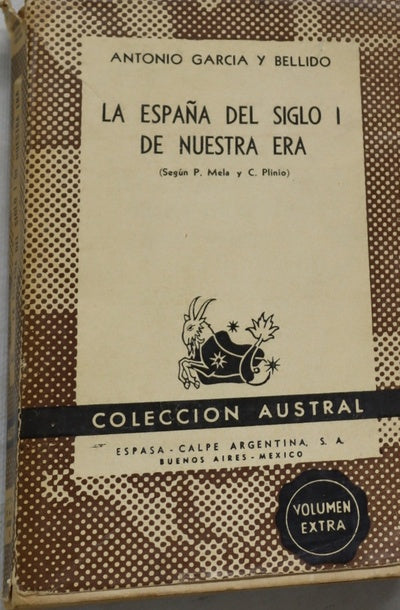 ANTONIO GARCIA Y BELLIDO
LA ESPAÑA DEL SIGLO I
DE NUESTRA ERA
(Según P. Mela y C. Plinio)
COLECCION AUSTRAL
ESPASA - CALPE ARGENTINA, S. A.
BUENOS AIRES - MEXICO
VOLUMEN
EXTRA